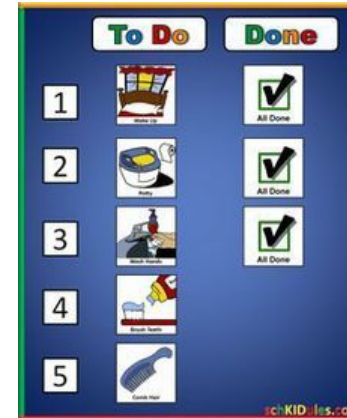 To Do Done
1 Make Up All Done
2 Potty All Done
3 Wash Hands All Done
4 Brush Teeth
5 Comb Hair
schKIDules.co